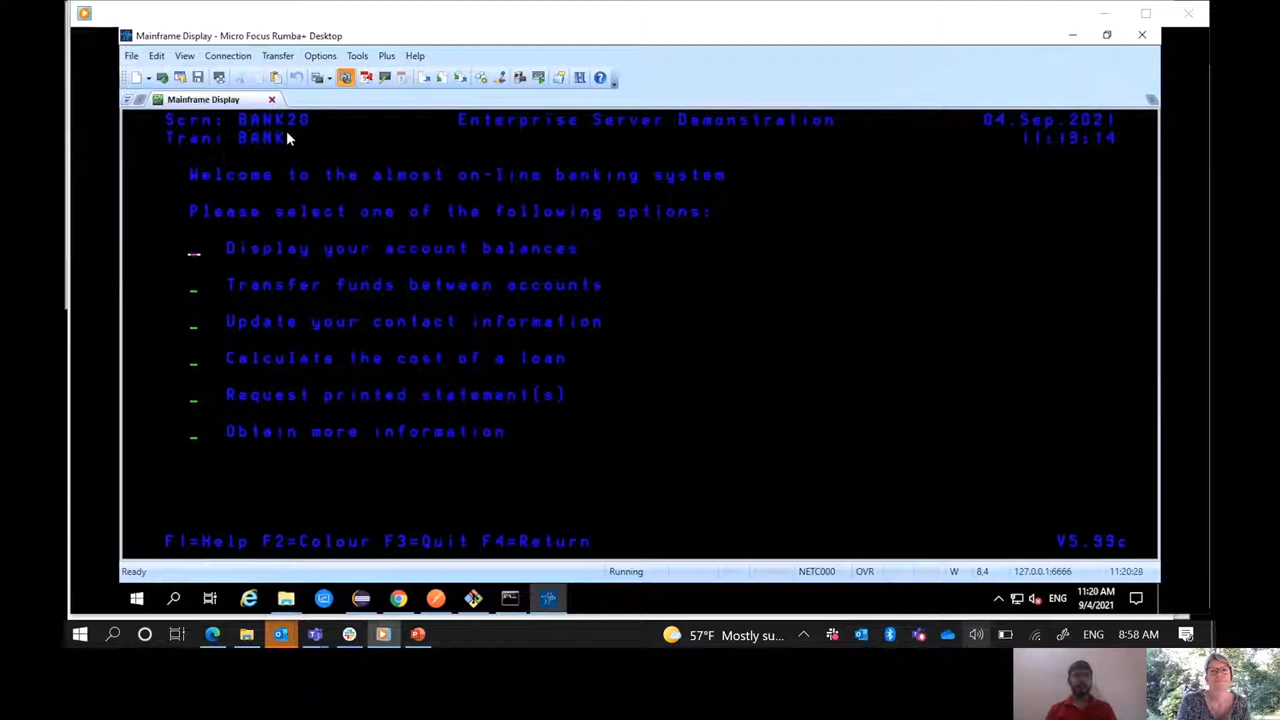 Mainframe Display - Micro Focus Rumba+ Desktop
File Edit View Connection Transfer Options Tools Plus Help
Mainframe Display
Scrn: BANK20 Enterprise Server Demonstration 04.Sep.2021
Tran: BANK 11:19:14
Welcome to the almost on-line banking system
Please select one of the following options:
Display your account balances
Transfer funds between accounts
Update your contact information
Calculate the cost of a loan
Request printed statement(s)
Obtain more information
F1=Help F2=Colour F3=Quit F4=Return V5.99c
Ready Running NETC000 OVR W 8,4 127.0.0.1:6666 11:20:28
ENG 11:20 AM
9/4/2021
57°F Mostly su... ENG 8:58 AM